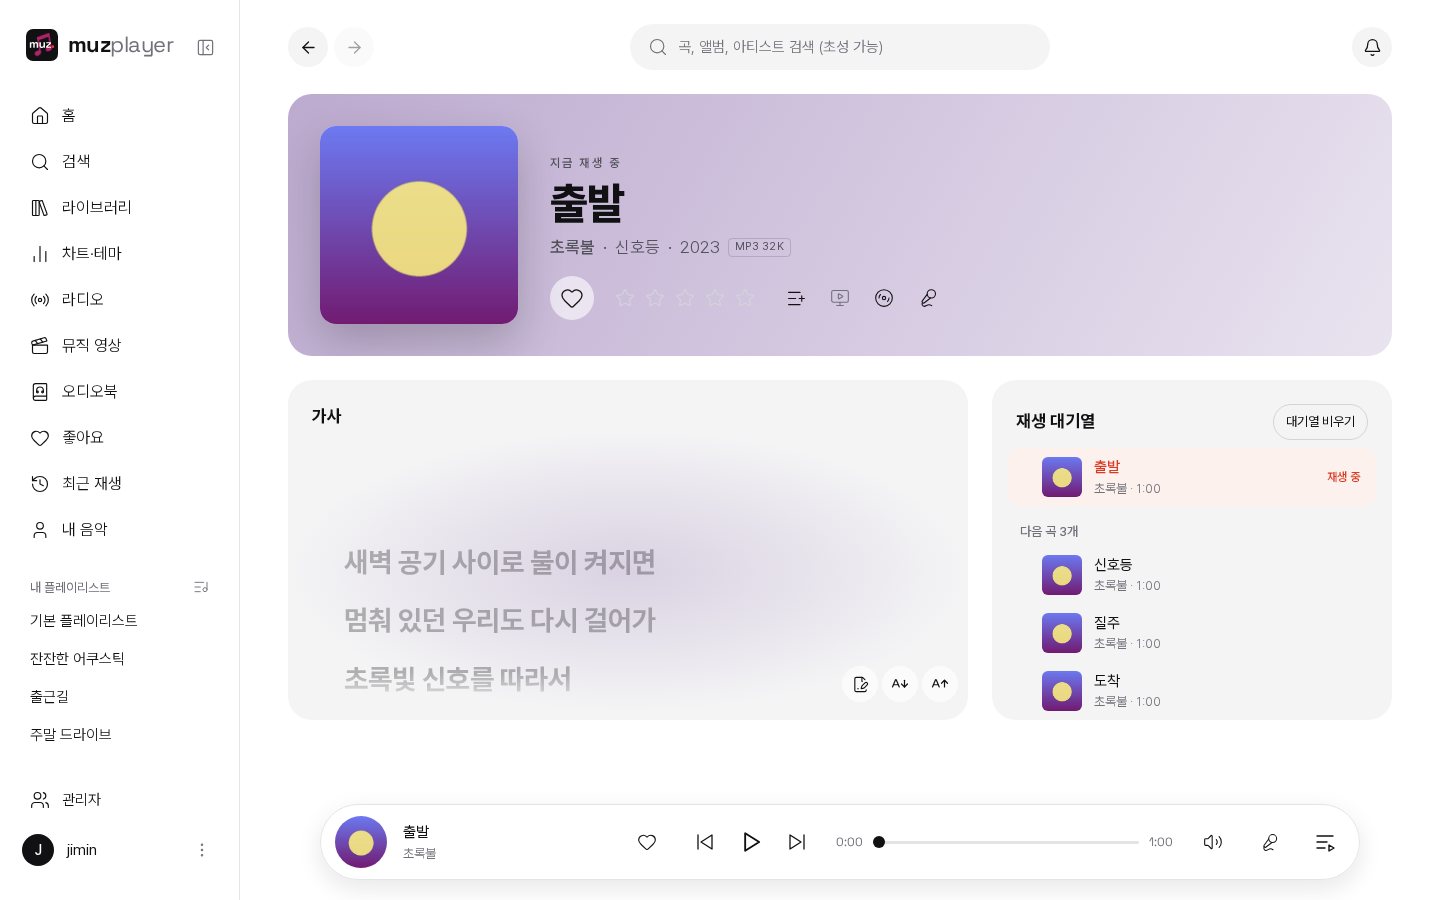 muz
muzplayer
홈
검색
라이브러리
차트·테마
라디오
뮤직 영상
오디오북
좋아요
최근 재생
내 음악
내 플레이리스트
기본 플레이리스트
잔잔한 어쿠스틱
출근길
주말 드라이브
관리자
J
jimin
곡, 앨범, 아티스트 검색 (초성 가능)
지금 재생 중
출발
초록불 · 신호등 · 2023 MP3 32K
가사
새벽 공기 사이로 불이 켜지면
멈춰 있던 우리도 다시 걸어가
초록빛 신호를 따라서
A↓
A↑
재생 대기열
대기열 비우기
출발
초록불 · 1:00
재생 중
다음 곡 3개
신호등
초록불 · 1:00
질주
초록불 · 1:00
도착
초록불 · 1:00
출발
초록불
0:00
1:00